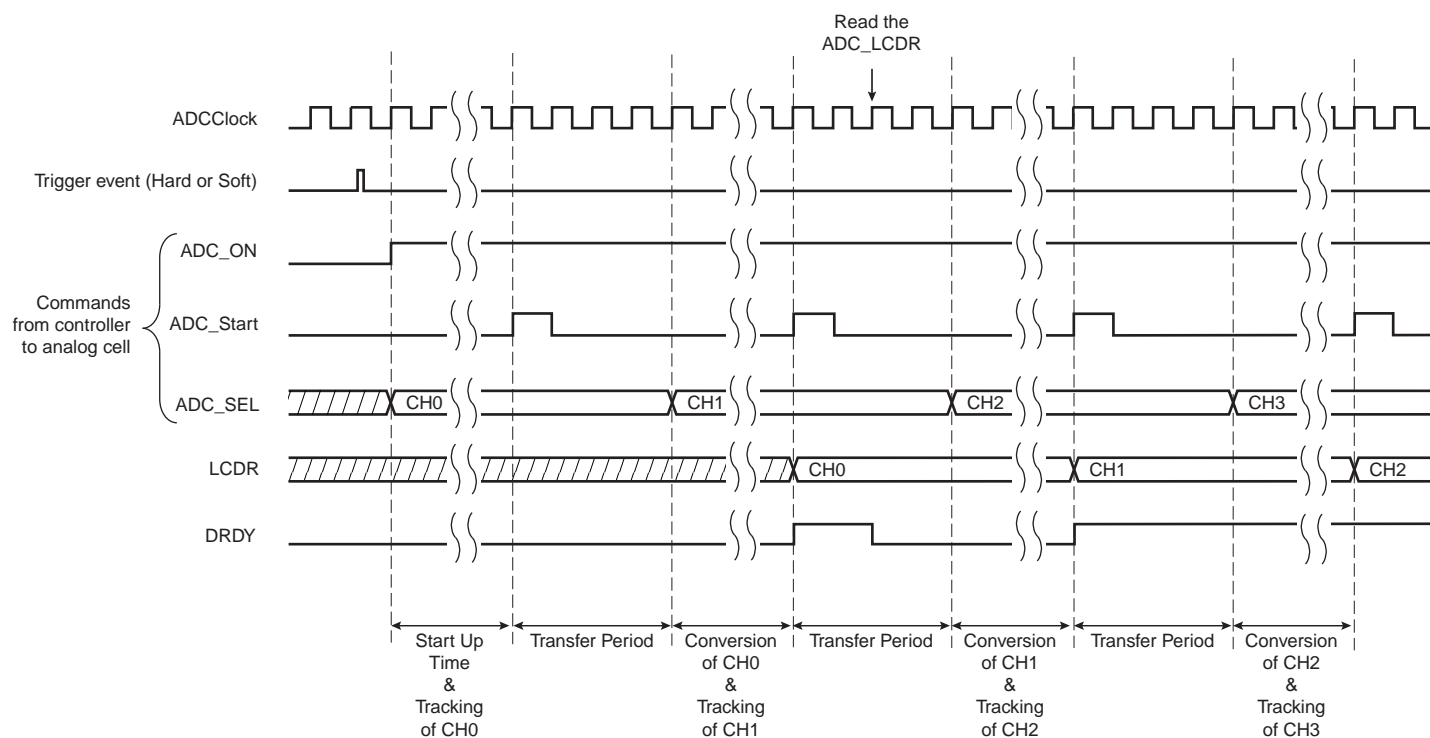 Read the
ADC_LCDR
ADCClock
Trigger event (Hard or Soft)
ADC_ON
Commands
from controller
to analog cell
ADC_Start
ADC_SEL
CH0
CH1
CH2
CH3
LCDR
CH0
CH1
CH2
DRDY
Start Up
Time
&
Tracking
of CH0
Transfer Period
Conversion
of CH0
&
Tracking
of CH1
Transfer Period
Conversion
of CH1
&
Tracking
of CH2
Transfer Period
Conversion
of CH2
&
Tracking
of CH3